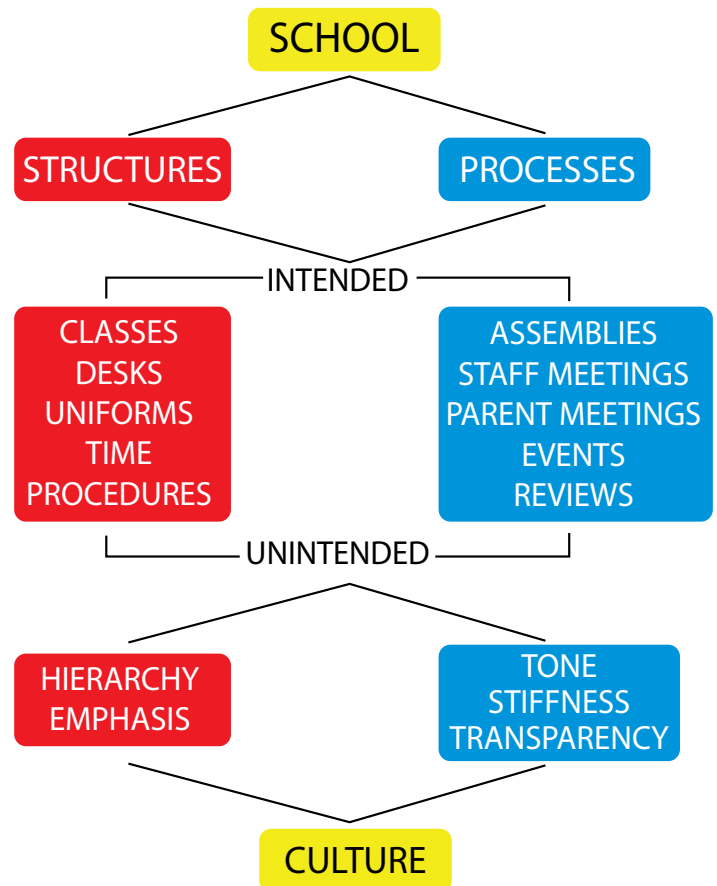 SCHOOL
STRUCTURES
PROCESSES
INTENDED
CLASSES
DESKS
UNIFORMS
TIME
PROCEDURES
ASSEMBLIES
STAFF MEETINGS
PARENT MEETINGS
EVENTS
REVIEWS
UNINTENDED
HIERARCHY
EMPHASIS
TONE
STIFFNESS
TRANSPARENCY
CULTURE